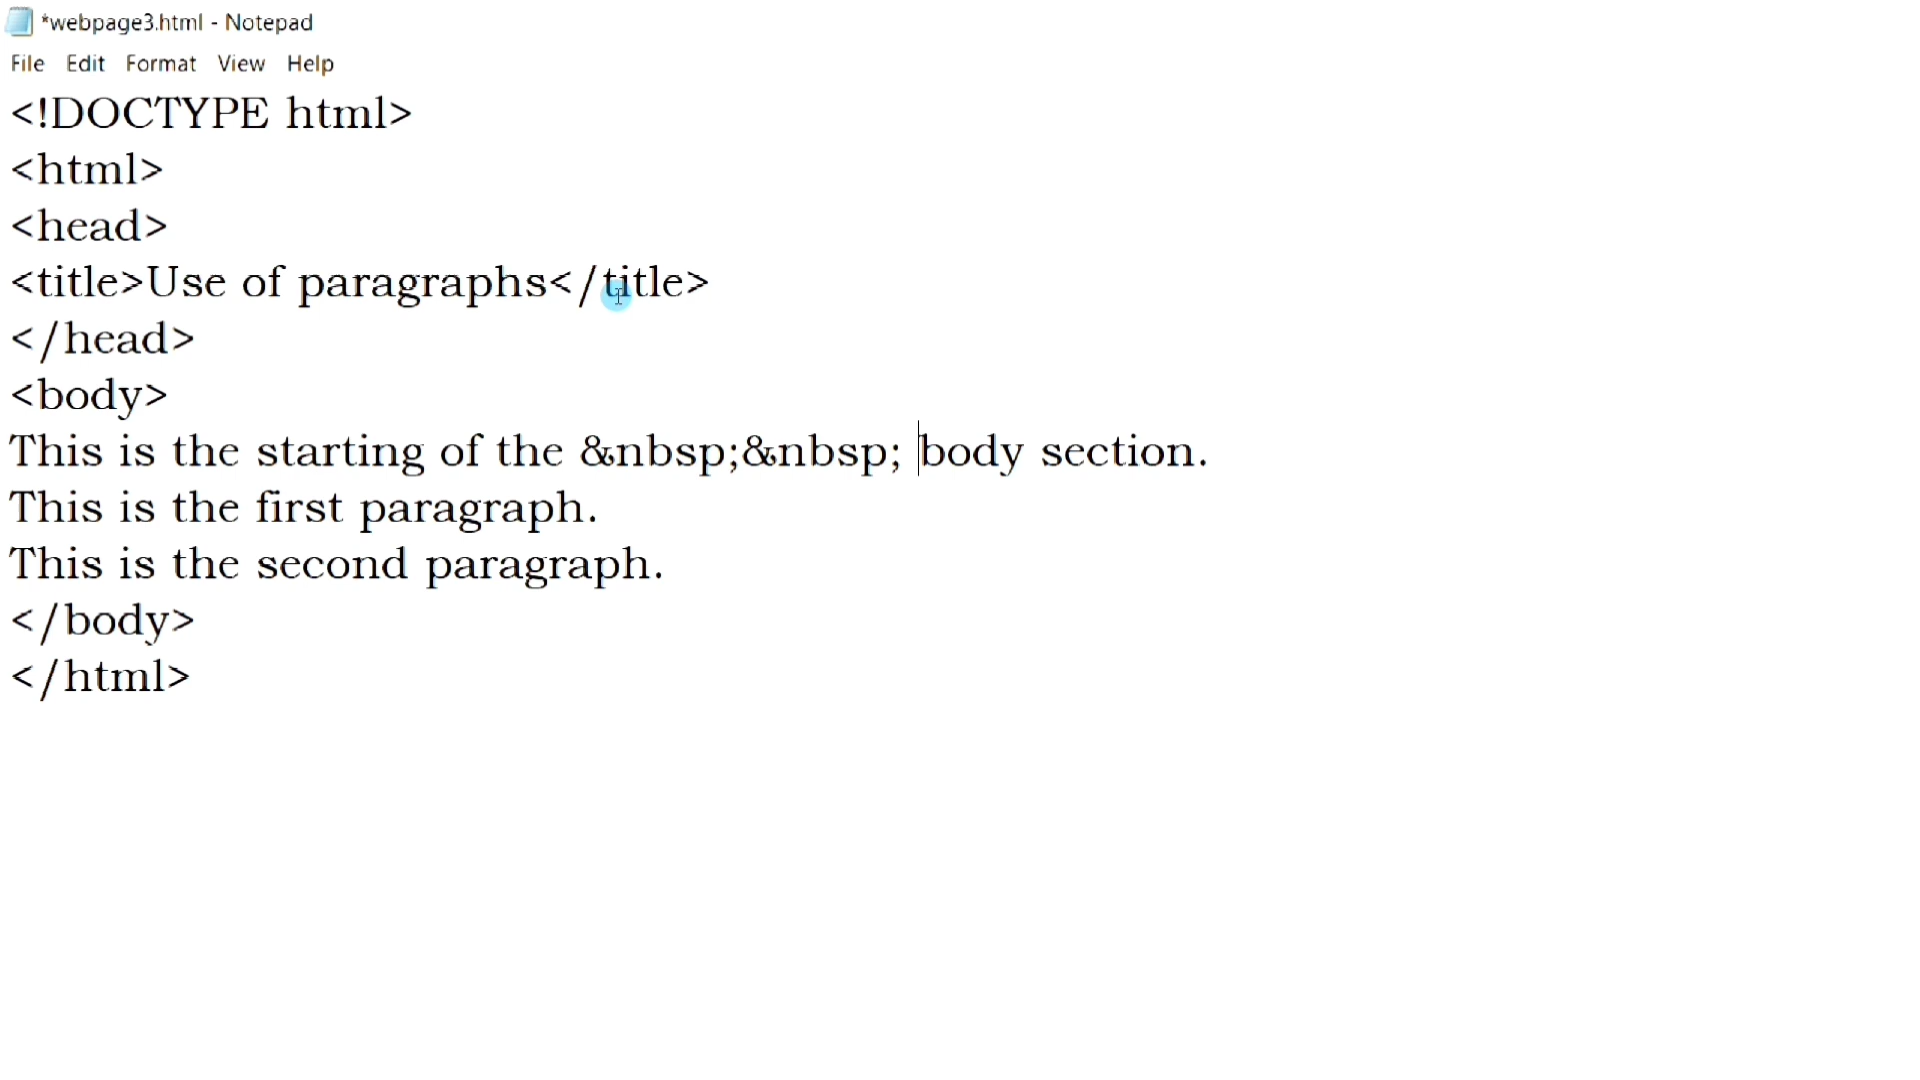 *webpage3.html - Notepad
File Edit Format View Help
<!DOCTYPE html>
<html>
<head>
<title>Use of paragraphs</title>
</head>
<body>
This is the starting of the &nbsp;&nbsp; body section.
This is the first paragraph.
This is the second paragraph.
</body>
</html>